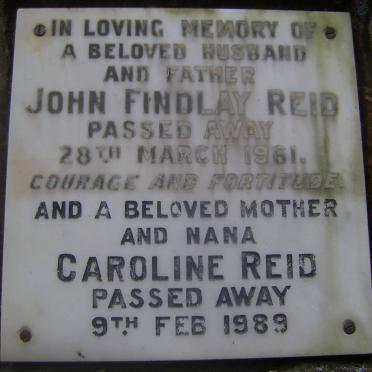 IN LOVING MEMORY OF
A BELOVED HUSBAND
AND FATHER
JOHN FINDLAY REID
PASSED AWAY
28TH MARCH 1961.
COURAGE AND FORTITUDE.
AND A BELOVED MOTHER
AND NANA
CAROLINE REID
PASSED AWAY
9TH FEB 1989